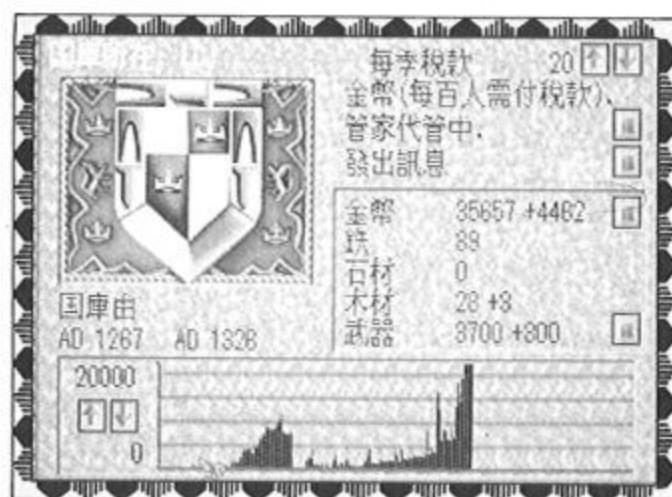 每季稅款 20
金幣(每百人需付稅款).
管家代管中.
發出訊息
金幣 35657 +4482
鉄 89
石材 0
木材 28 +8
武器 3700 +300
国庫由
AD 1267 AD 1328
20000
0